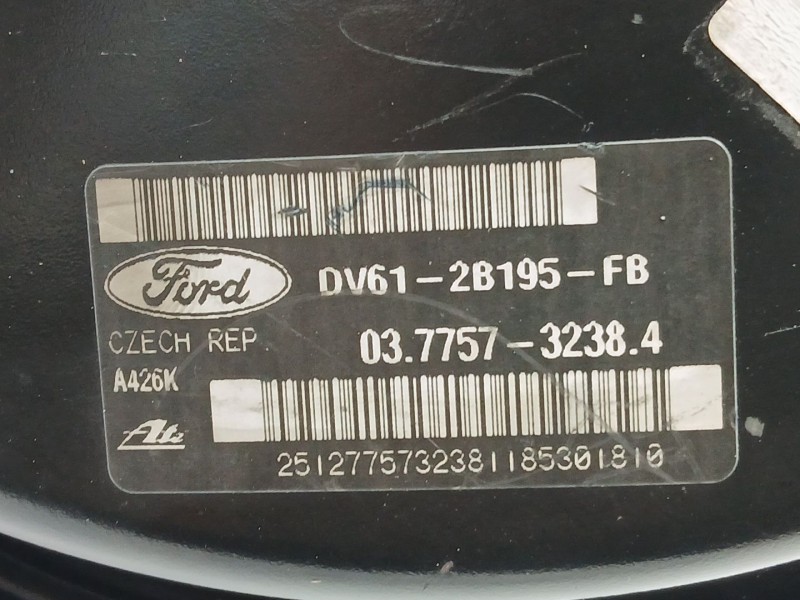 Ford
DV61-2B195-FB
CZECH REP.
03.7757-3238.4
A426K
Ate
2512775732381185301810